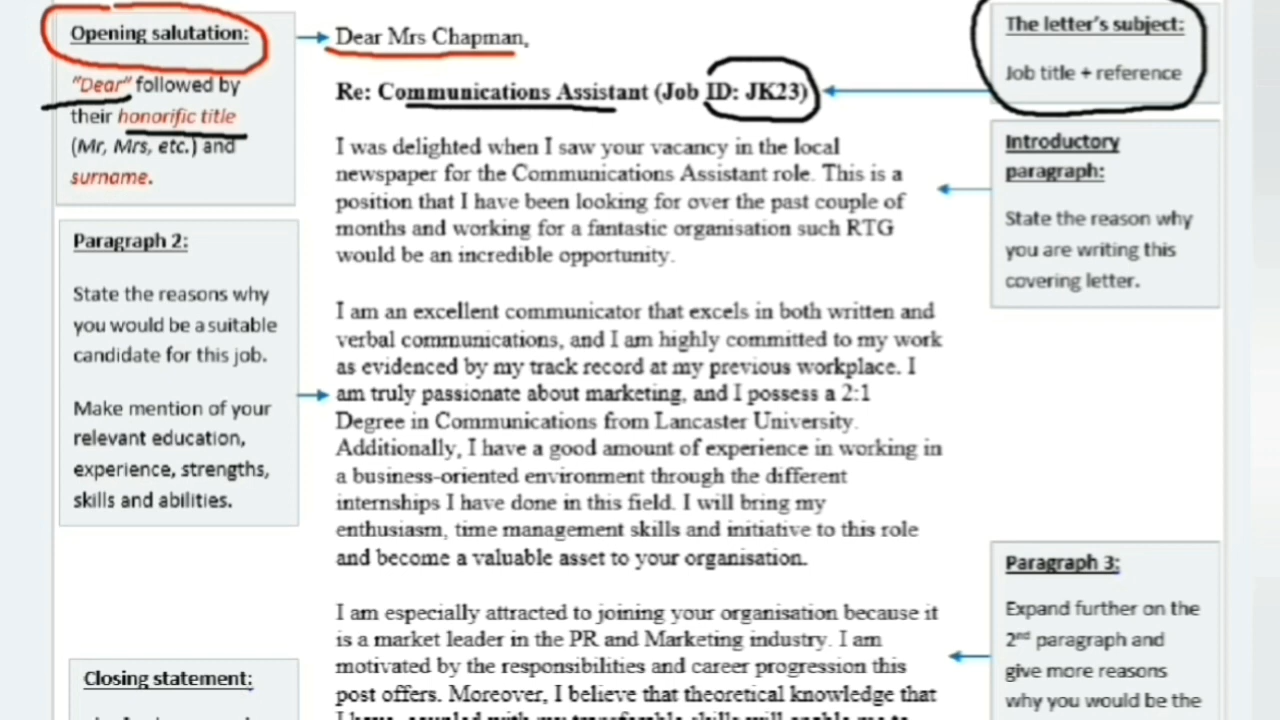 Opening salutation:
"Dear" followed by
their honorific title
(Mr, Mrs, etc.) and
surname.
Dear Mrs Chapman,
Re: Communications Assistant (Job ID: JK23)
The letter's subject:
Job title + reference
I was delighted when I saw your vacancy in the local
newspaper for the Communications Assistant role. This is a
position that I have been looking for over the past couple of
months and working for a fantastic organisation such RTG
would be an incredible opportunity.
Introductory
paragraph:
State the reason why
you are writing this
covering letter.
Paragraph 2:
State the reasons why
you would be a suitable
candidate for this job.
Make mention of your
relevant education,
experience, strengths,
skills and abilities.
I am an excellent communicator that excels in both written and
verbal communications, and I am highly committed to my work
as evidenced by my track record at my previous workplace. I
am truly passionate about marketing, and I possess a 2:1
Degree in Communications from Lancaster University.
Additionally, I have a good amount of experience in working in
a business-oriented environment through the different
internships I have done in this field. I will bring my
enthusiasm, time management skills and initiative to this role
and become a valuable asset to your organisation.
I am especially attracted to joining your organisation because it
is a market leader in the PR and Marketing industry. I am
motivated by the responsibilities and career progression this
post offers. Moreover, I believe that theoretical knowledge that
Paragraph 3:
Expand further on the
2nd paragraph and
give more reasons
why you would be the
Closing statement: